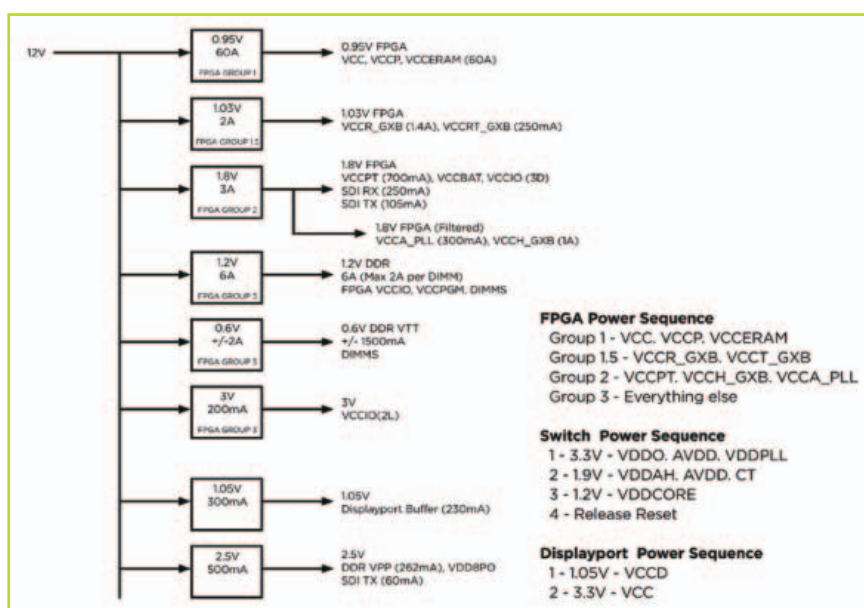 12V
0.95V
60A
FPGA GROUP 1
0.95V FPGA
VCC, VCCP, VCCERAM (60A)
1.03V
2A
FPGA GROUP 1.5
1.03V FPGA
VCCR_GXB (1.4A), VCCRT_GXB (250mA)
1.8V
3A
FPGA GROUP 2
1.8V FPGA
VCCPT (700mA), VCCBAT, VCCIO (3D)
SDI RX (250mA)
SDI TX (105mA)
1.8V FPGA (Filtered)
VCCA_PLL (300mA), VCCH_GXB (1A)
1.2V
6A
FPGA GROUP 3
1.2V DDR
6A (Max 2A per DIMM)
FPGA VCCIO, VCCPGM, DIMMS
0.6V
+/-2A
FPGA GROUP 3
0.6V DDR VTT
+/- 1500mA
DIMMS
3V
200mA
FPGA GROUP 3
3V
VCCIO(2L)
1.05V
300mA
1.05V
Displayport Buffer (230mA)
2.5V
500mA
2.5V
DDR VPP (262mA), VDD8PO
SDI TX (60mA)
FPGA Power Sequence
Group 1 - VCC. VCCP. VCCERAM
Group 1.5 - VCCR_GXB. VCCT_GXB
Group 2 - VCCPT. VCCH_GXB. VCCA_PLL
Group 3 - Everything else
Switch Power Sequence
1 - 3.3V - VDDO. AVDD. VDDPLL
2 - 1.9V - VDDAH. AVDD. CT
3 - 1.2V - VDDCORE
4 - Release Reset
Displayport Power Sequence
1 - 1.05V - VCCD
2 - 3.3V - VCC